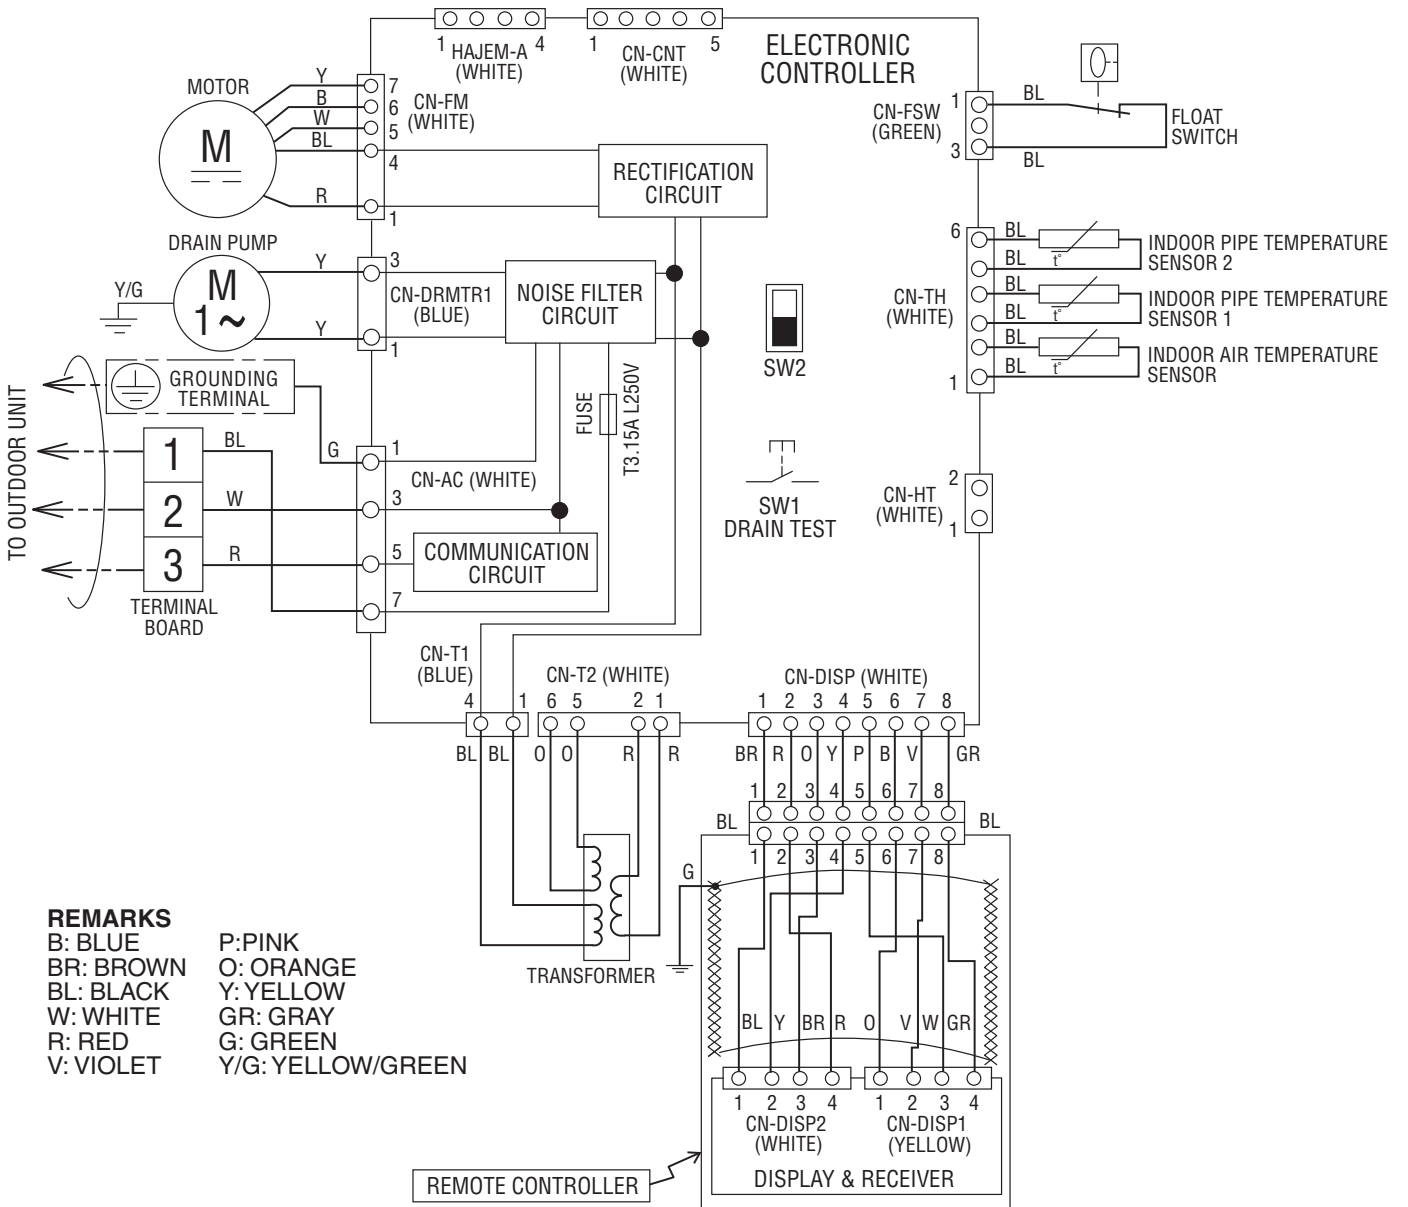 1
4
HAJEM-A
(WHITE)
1
5
CN-CNT
(WHITE)
ELECTRONIC
CONTROLLER
MOTOR
M
Y
B
W
BL
R
7
6
5
4
1
CN-FM
(WHITE)
RECTIFICATION
CIRCUIT
CN-FSW
(GREEN)
1
3
BL
BL
FLOAT
SWITCH
DRAIN PUMP
M
1~
Y/G
Y
Y
3
1
CN-DRMTR1
(BLUE)
NOISE FILTER
CIRCUIT
SW2
CN-TH
(WHITE)
6
1
BL
BL
BL
BL
BL
BL
t°
t°
t°
INDOOR PIPE TEMPERATURE
SENSOR 2
INDOOR PIPE TEMPERATURE
SENSOR 1
INDOOR AIR TEMPERATURE
SENSOR
TO OUTDOOR UNIT
GROUNDING
TERMINAL
1
2
3
TERMINAL
BOARD
BL
W
R
G
1
3
5
7
CN-AC (WHITE)
FUSE
T3.15A L250V
COMMUNICATION
CIRCUIT
SW1
DRAIN TEST
CN-HT
(WHITE)
2
1
CN-T1
(BLUE)
4
1
CN-T2 (WHITE)
6 5 2 1
CN-DISP (WHITE)
1 2 3 4 5 6 7 8
BL BL O O R R
BR R O Y P B V GR
1 2 3 4 5 6 7 8
BL
BL
1 2 3 4 5 6 7 8
G
TRANSFORMER
BL Y BR R O V W GR
1 2 3 4 1 2 3 4
CN-DISP2
(WHITE)
CN-DISP1
(YELLOW)
DISPLAY & RECEIVER
REMOTE CONTROLLER
REMARKS
B: BLUE P:PINK
BR: BROWN O: ORANGE
BL: BLACK Y: YELLOW
W: WHITE GR: GRAY
R: RED G: GREEN
V: VIOLET Y/G: YELLOW/GREEN